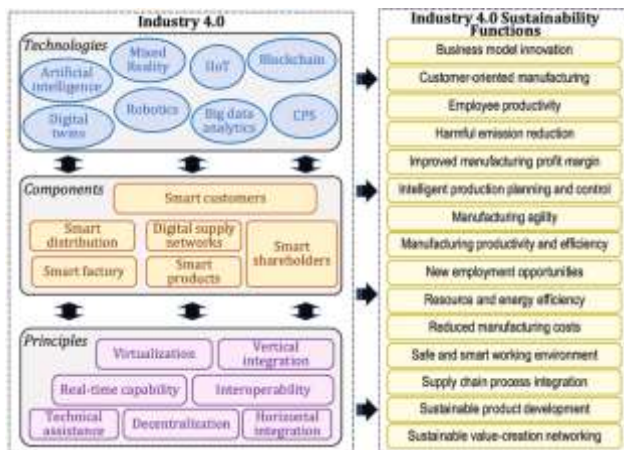 Industry 4.0
Technologies
Mixed
Reality
IIoT
Blockchain
Artificial
intelligence
Digital
twins
Robotics
Big data
analytics
CPS
Components
Smart customers
Smart
distribution
Digital supply
networks
Smart
shareholders
Smart factory
Smart
products
Principles
Virtualization
Vertical
integration
Real-time capability
Interoperability
Technical
assistance
Decentralization
Horizontal
integration
Industry 4.0 Sustainability
Functions
Business model innovation
Customer-oriented manufacturing
Employee productivity
Harmful emission reduction
Improved manufacturing profit margin
Intelligent production planning and control
Manufacturing agility
Manufacturing productivity and efficiency
New employment opportunities
Resource and energy efficiency
Reduced manufacturing costs
Safe and smart working environment
Supply chain process integration
Sustainable product development
Sustainable value-creation networking